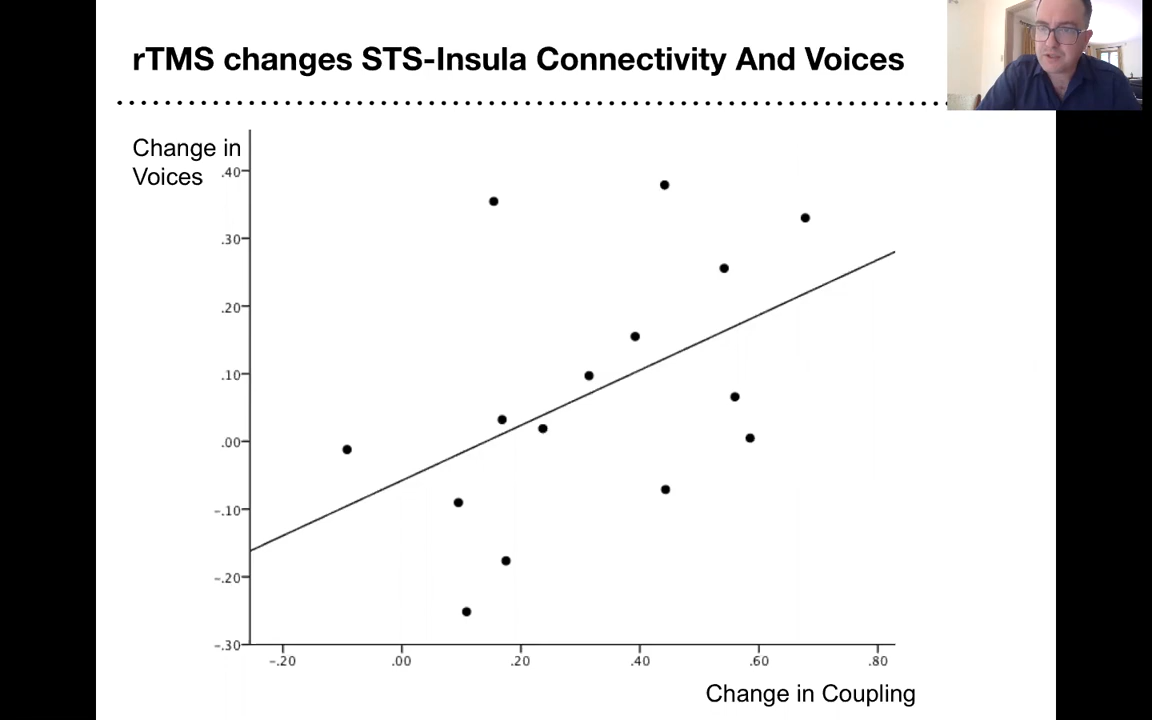 rTMS changes STS-Insula Connectivity And Voices
Change in
Voices
.40
.30
.20
.10
.00
-.10
-.20
-.30
-.20 .00 .20 .40 .60 .80
Change in Coupling